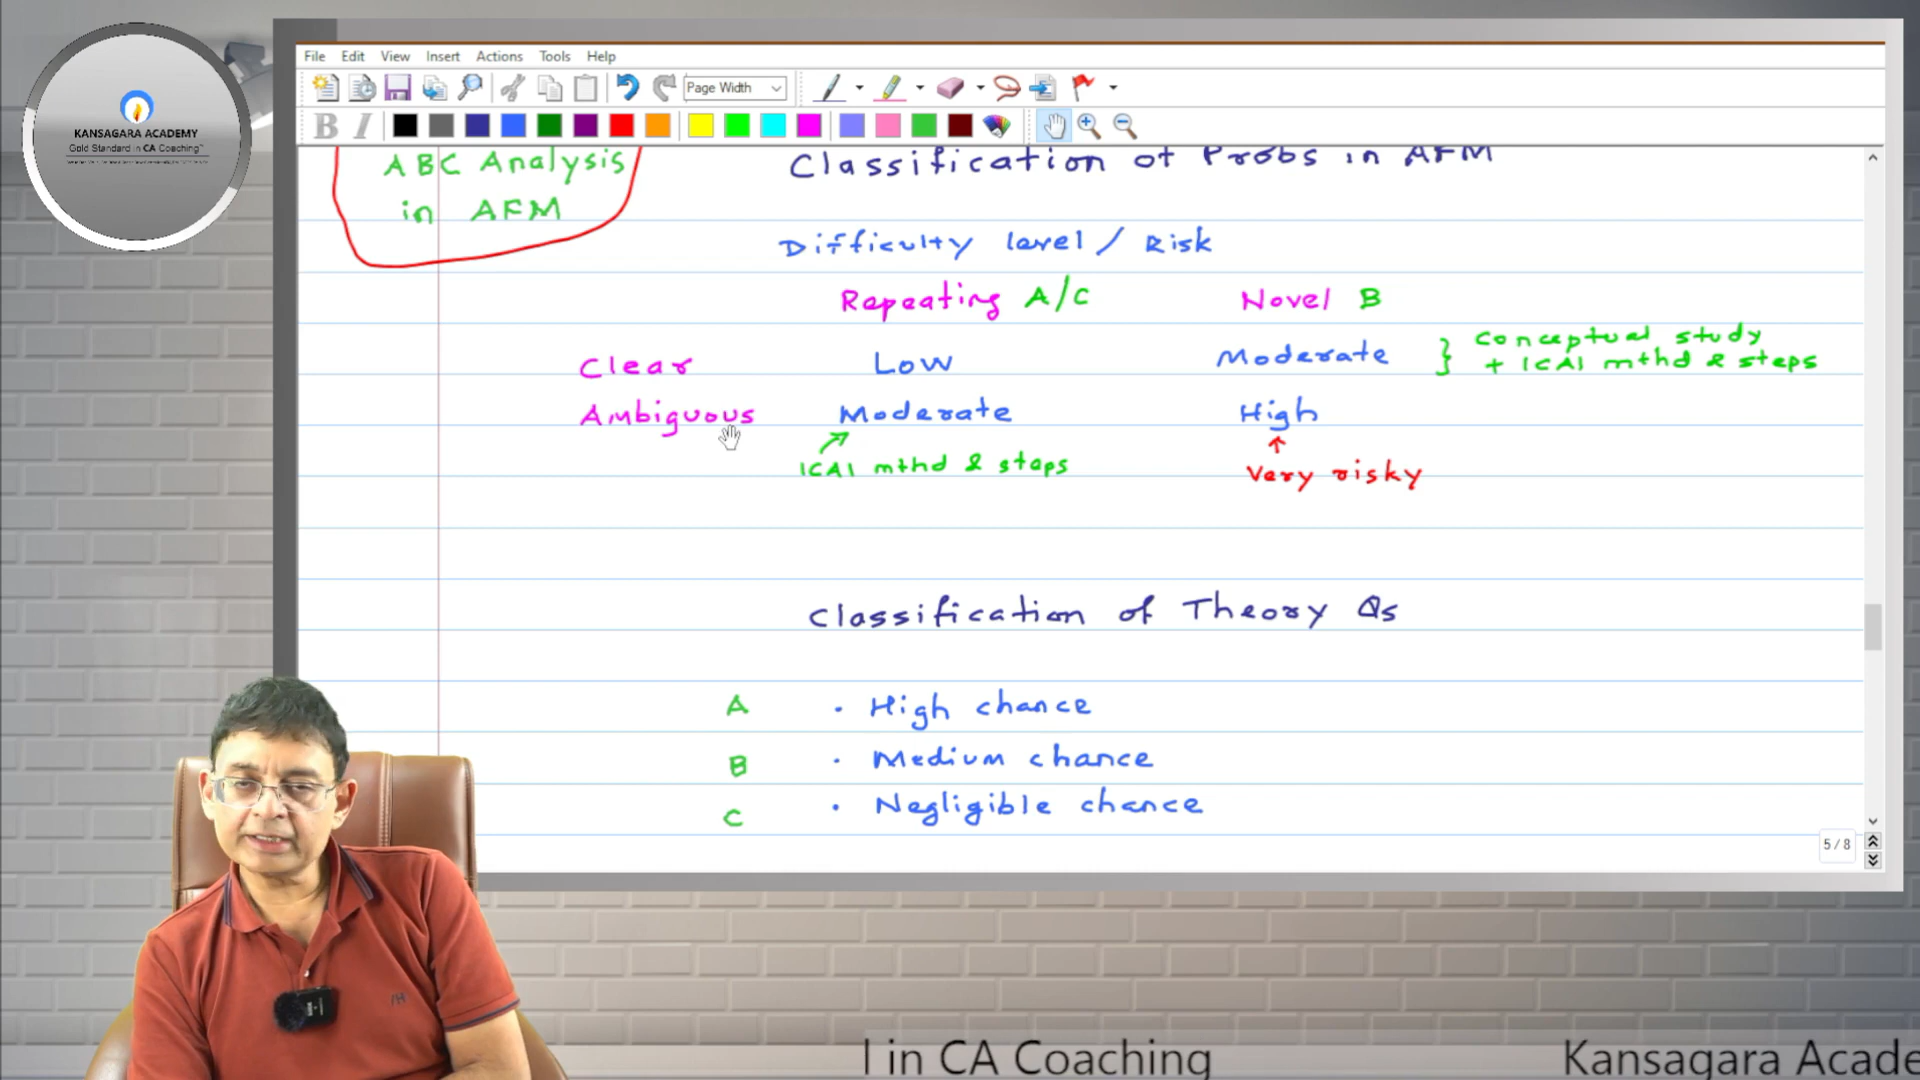 KANSAGARA ACADEMY
Gold Standard in CA Coaching™
File Edit View Insert Actions Tools Help
Page Width
B I
ABC Analysis
in AFM
Classification of Probs in AFM
Difficulty level / Risk
Repeating A/C Novel B
Clear Low Moderate } Conceptual study
+ ICAI mthd & steps
Ambiguous Moderate High
ICAI mthd & steps Very risky
Classification of Theory Qs
A • High chance
B • Medium chance
C • Negligible chance
5 / 8
l in CA Coaching Kansagara Acade